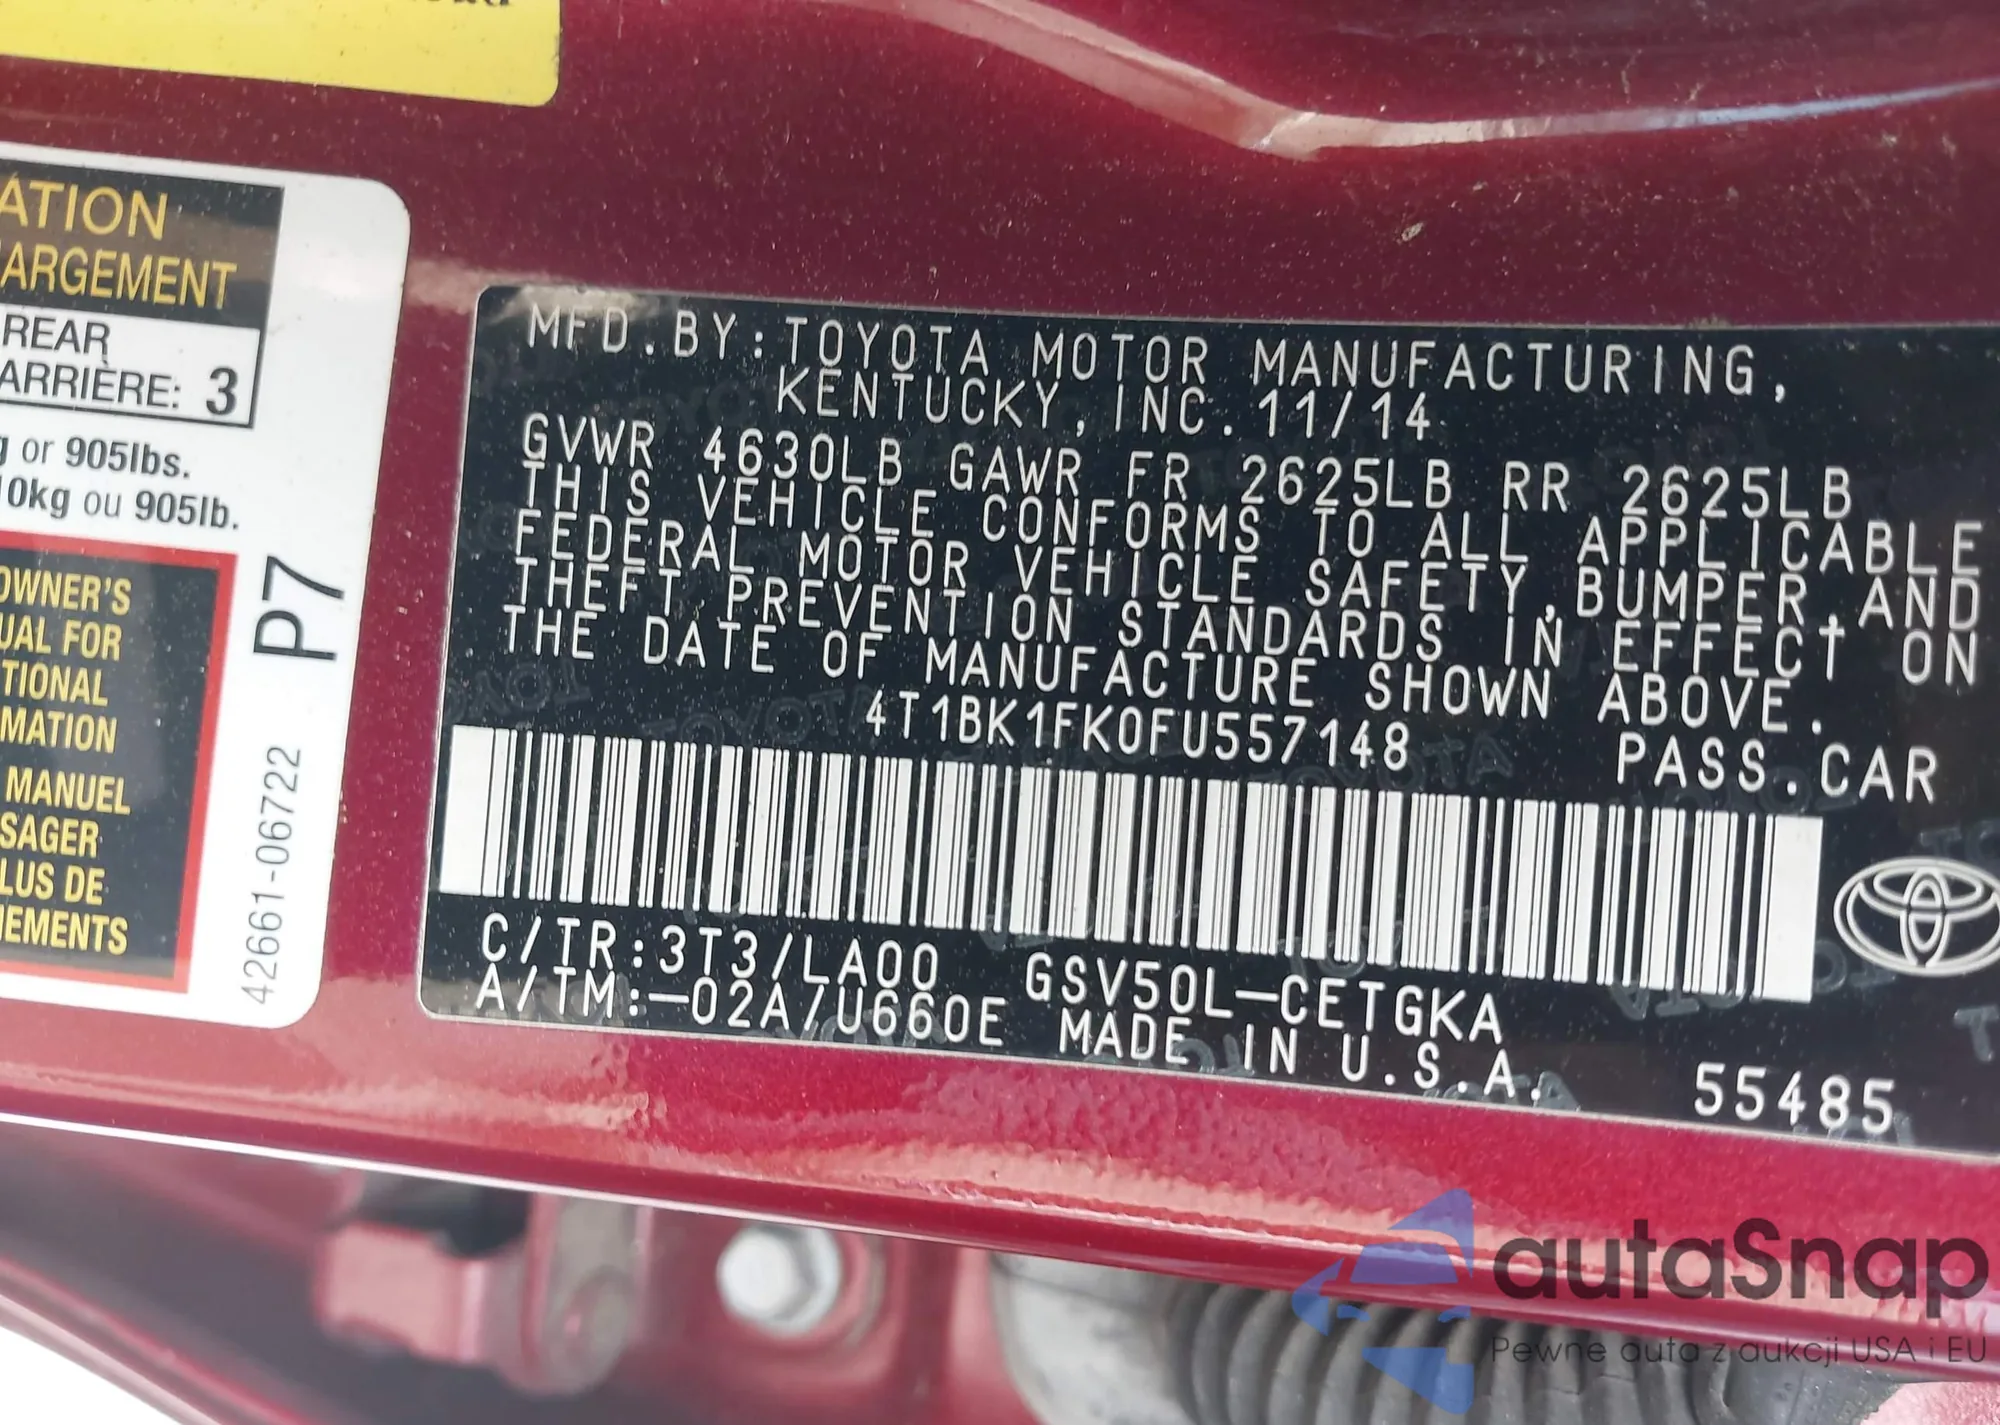 ATION
ARGEMENT
REAR
ARRIÈRE: 3
g or 905lbs.
10kg ou 905lb.
OWNER'S
UAL FOR
TIONAL
MATION
MANUEL
SAGER
LUS DE
NEMENTS
P7
42661-06722
MFD.BY:TOYOTA MOTOR MANUFACTURING,
KENTUCKY,INC.11/14
GVWR 4630LB GAWR FR 2625LB RR 2625LB
THIS VEHICLE CONFORMS TO ALL APPLICABLE
FEDERAL MOTOR VEHICLE SAFETY,BUMPER,AND
THEFT PREVENTION STANDARDS IN EFFECT ON
THE DATE OF MANUFACTURE SHOWN ABOVE.
4T1BK1FK0FU557148
PASS.CAR
C/TR:3T3/LA00 GSV50L-CETGKA
A/TM:-02A/U660E MADE IN U.S.A.
55485
autaSnap
Pewne auta z aukcji USA i EU